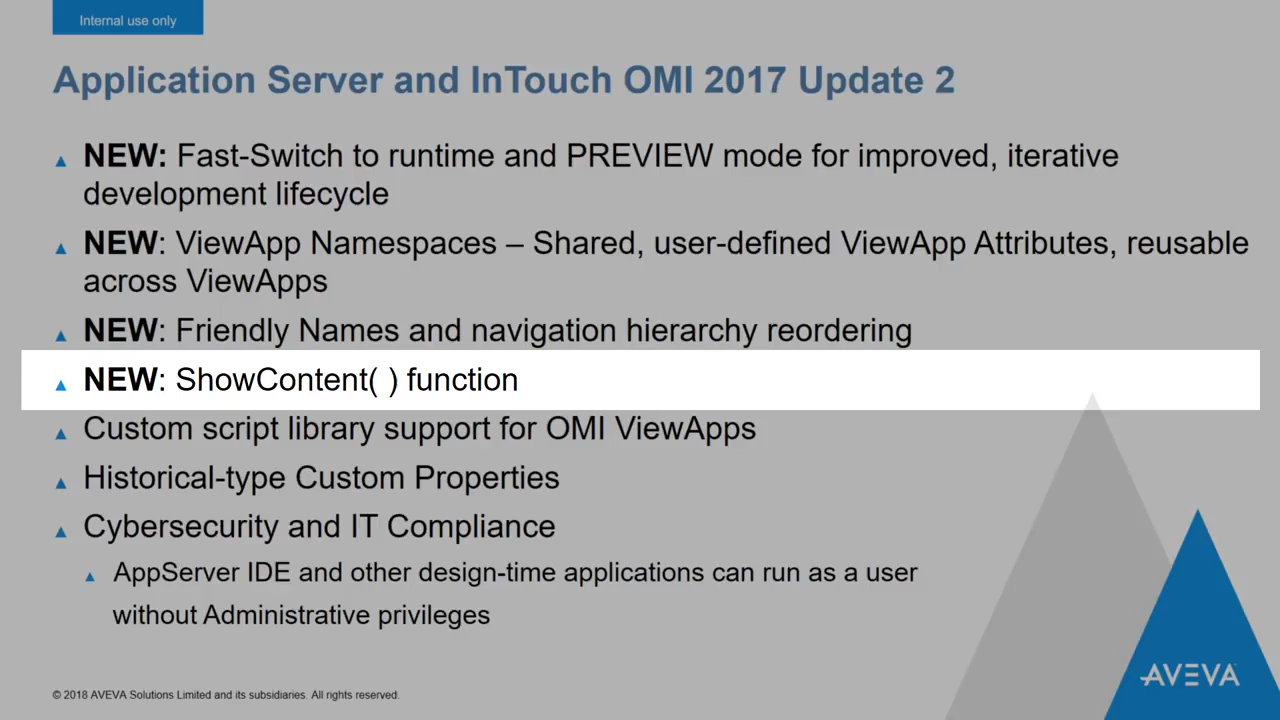 Internal use only
Application Server and InTouch OMI 2017 Update 2
NEW: Fast-Switch to runtime and PREVIEW mode for improved, iterative
development lifecycle
NEW: ViewApp Namespaces – Shared, user-defined ViewApp Attributes, reusable
across ViewApps
NEW: Friendly Names and navigation hierarchy reordering
NEW: ShowContent( ) function
Custom script library support for OMI ViewApps
Historical-type Custom Properties
Cybersecurity and IT Compliance
AppServer IDE and other design-time applications can run as a user
without Administrative privileges
© 2018 AVEVA Solutions Limited and its subsidiaries. All rights reserved.
AVEVA